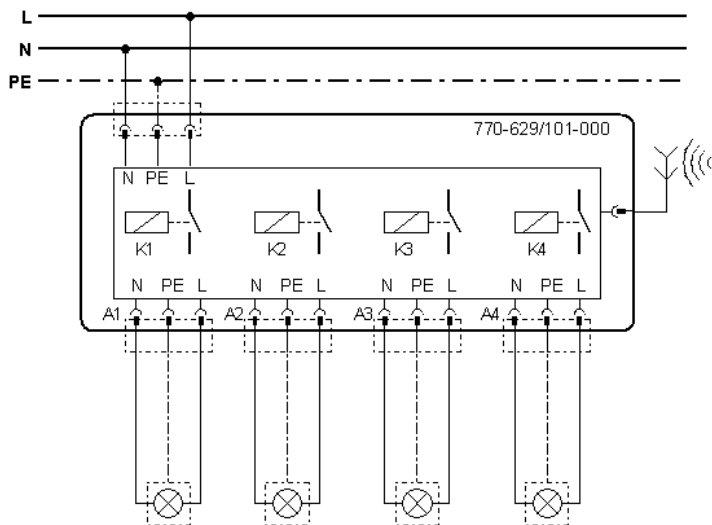 L
N
PE
770-629/101-000
N PE L
K1 K2 K3 K4
N PE L N PE L N PE L N PE L
A1 A2 A3 A4